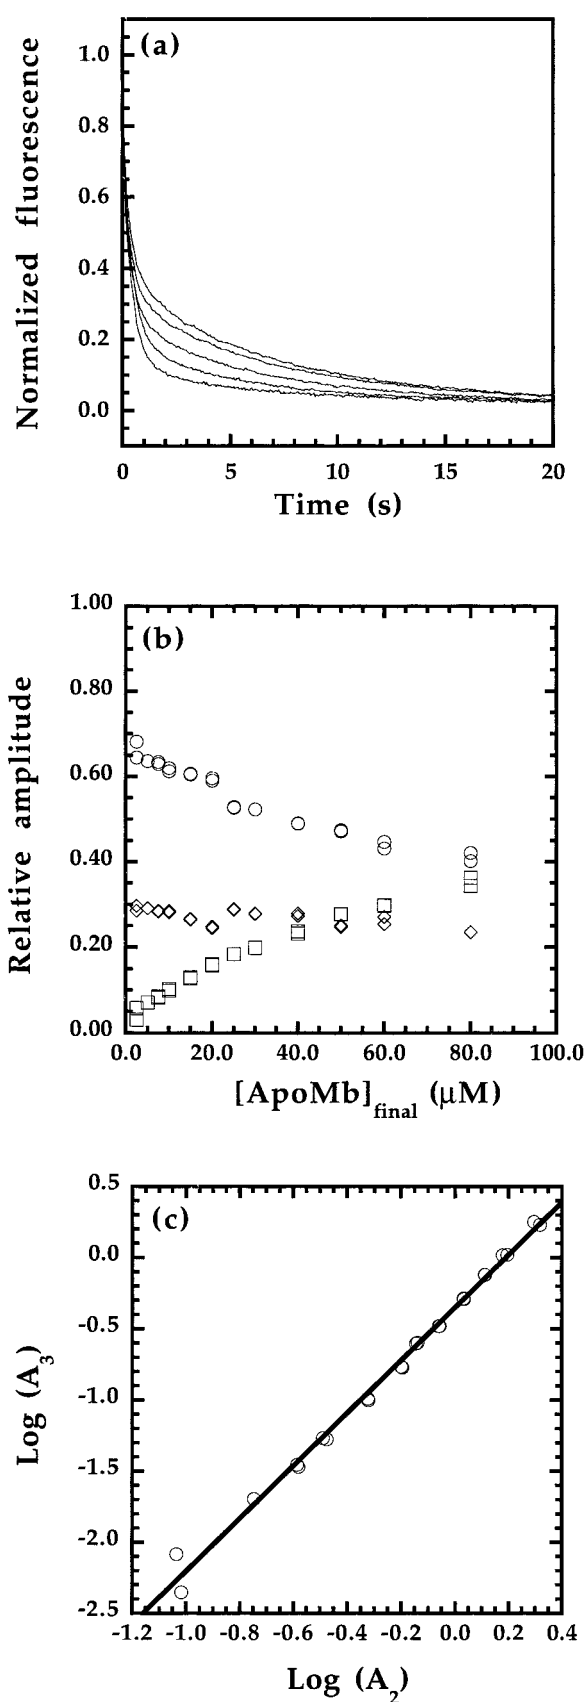 (a)
Normalized fluorescence
1.0
0.8
0.6
0.4
0.2
0.0
0 5 10 15 20
Time (s)
(b)
Relative amplitude
1.00
0.80
0.60
0.40
0.20
0.00
0.0 20.0 40.0 60.0 80.0 100.0
[ApoMb]final (μM)
(c)
Log (A3)
0.5
0.0
-0.5
-1.0
-1.5
-2.0
-2.5
-1.2 -1.0 -0.8 -0.6 -0.4 -0.2 0.0 0.2 0.4
Log (A2)